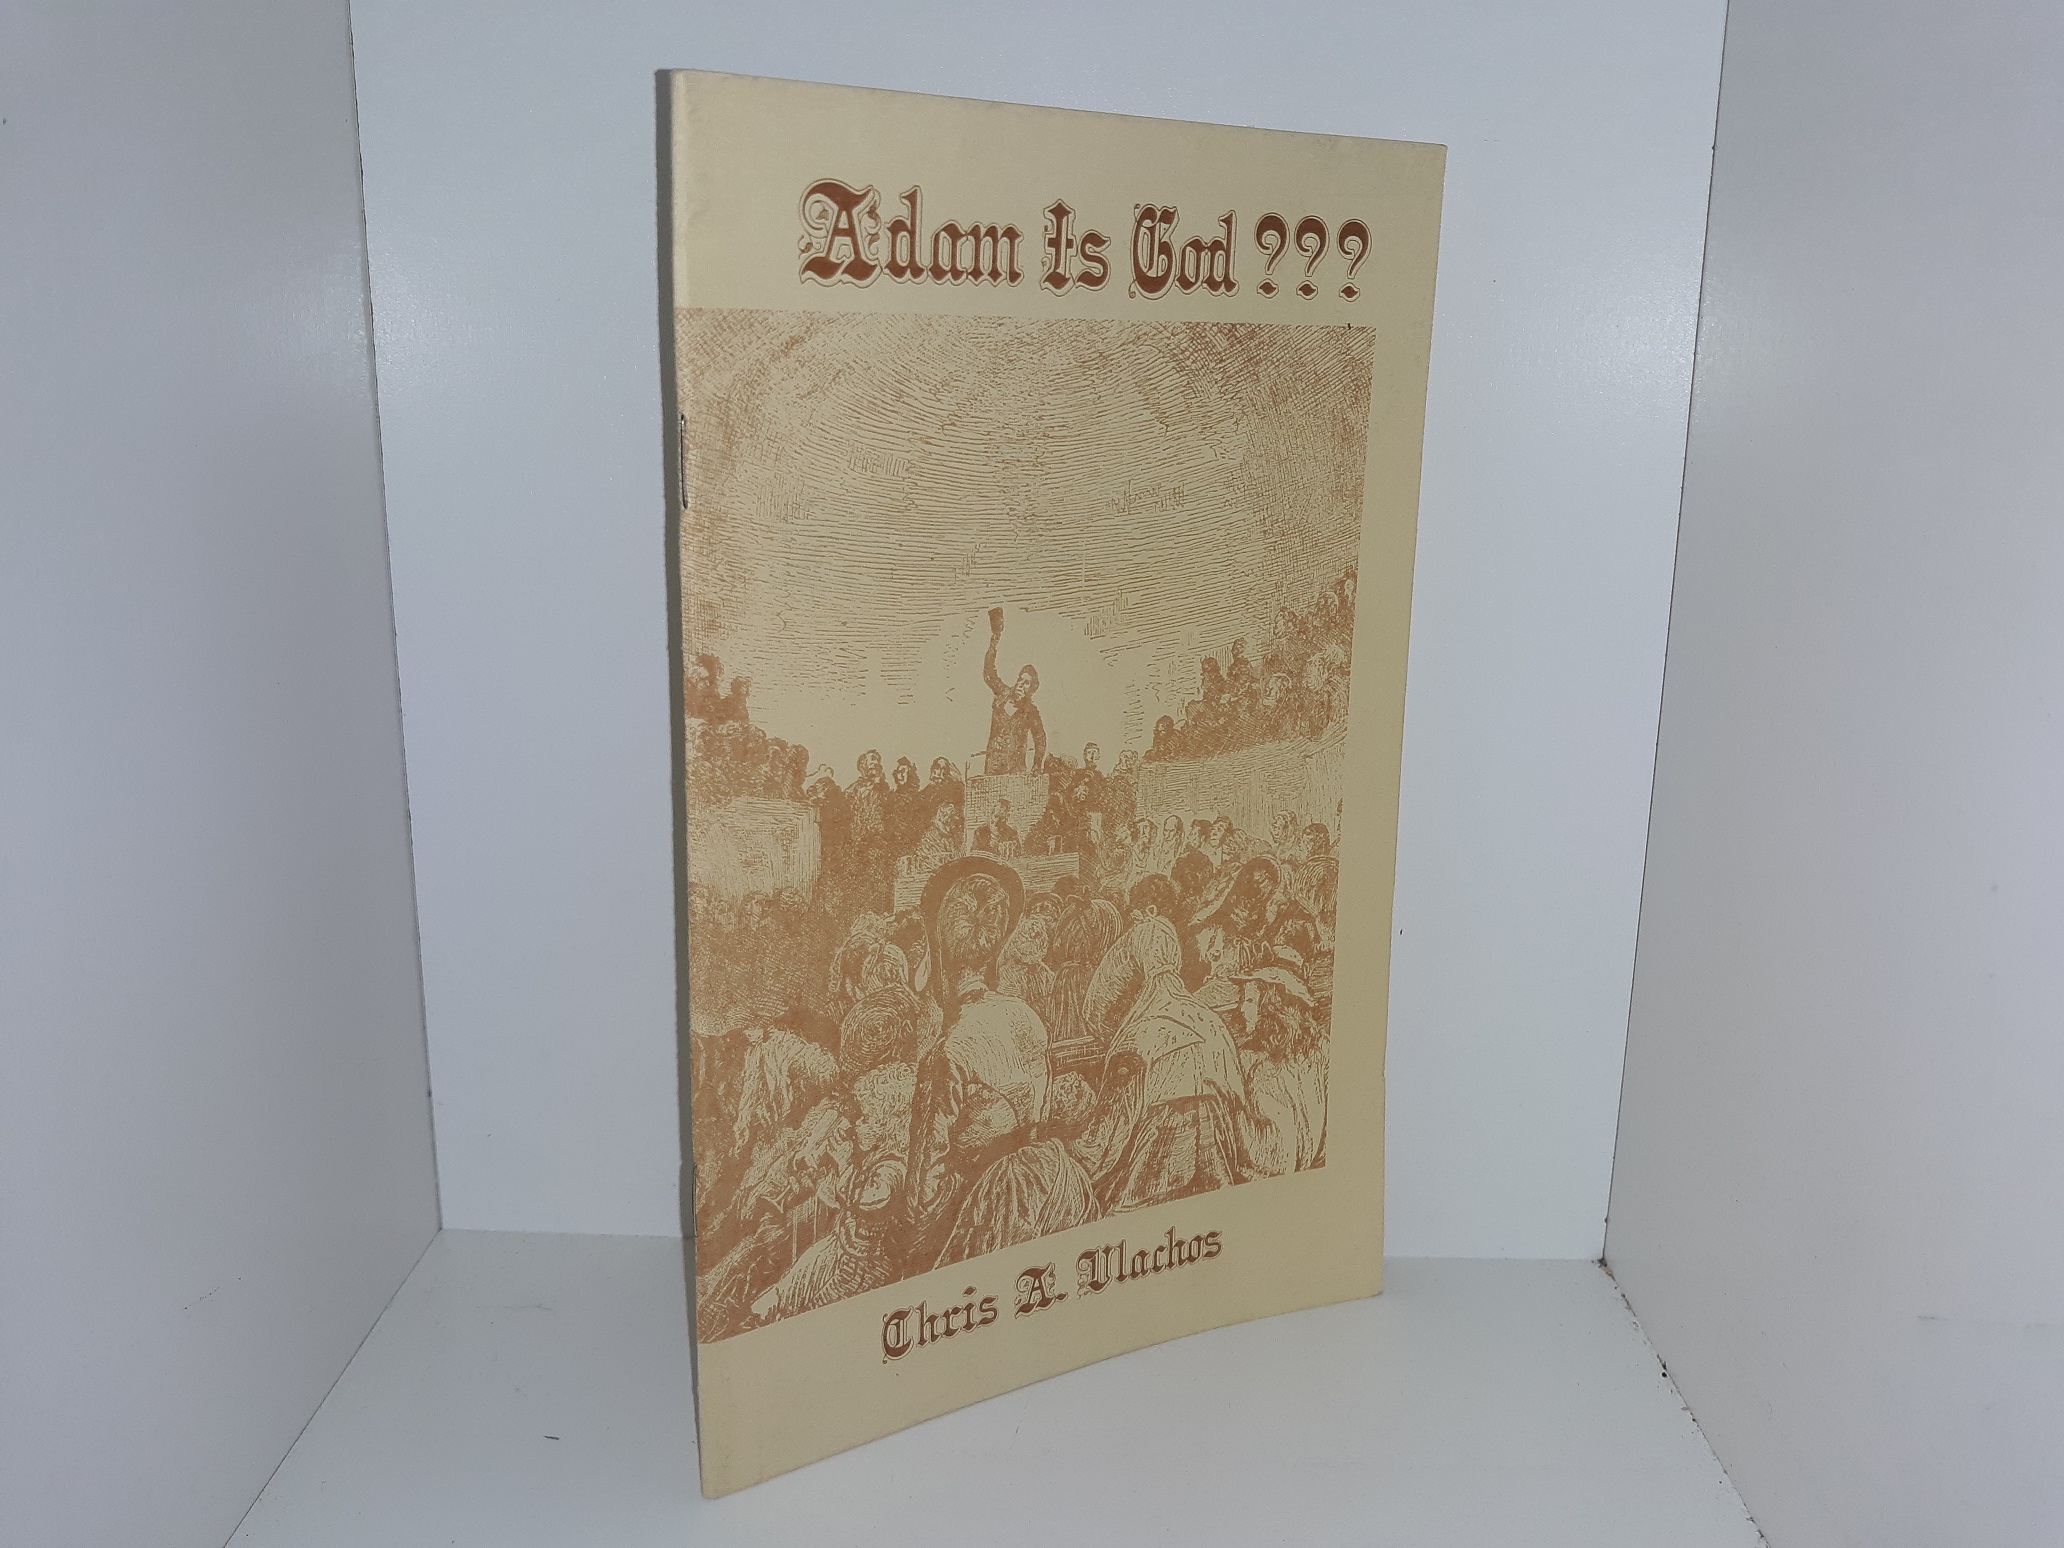 Adam Is God ???
Chris A. Vlachos